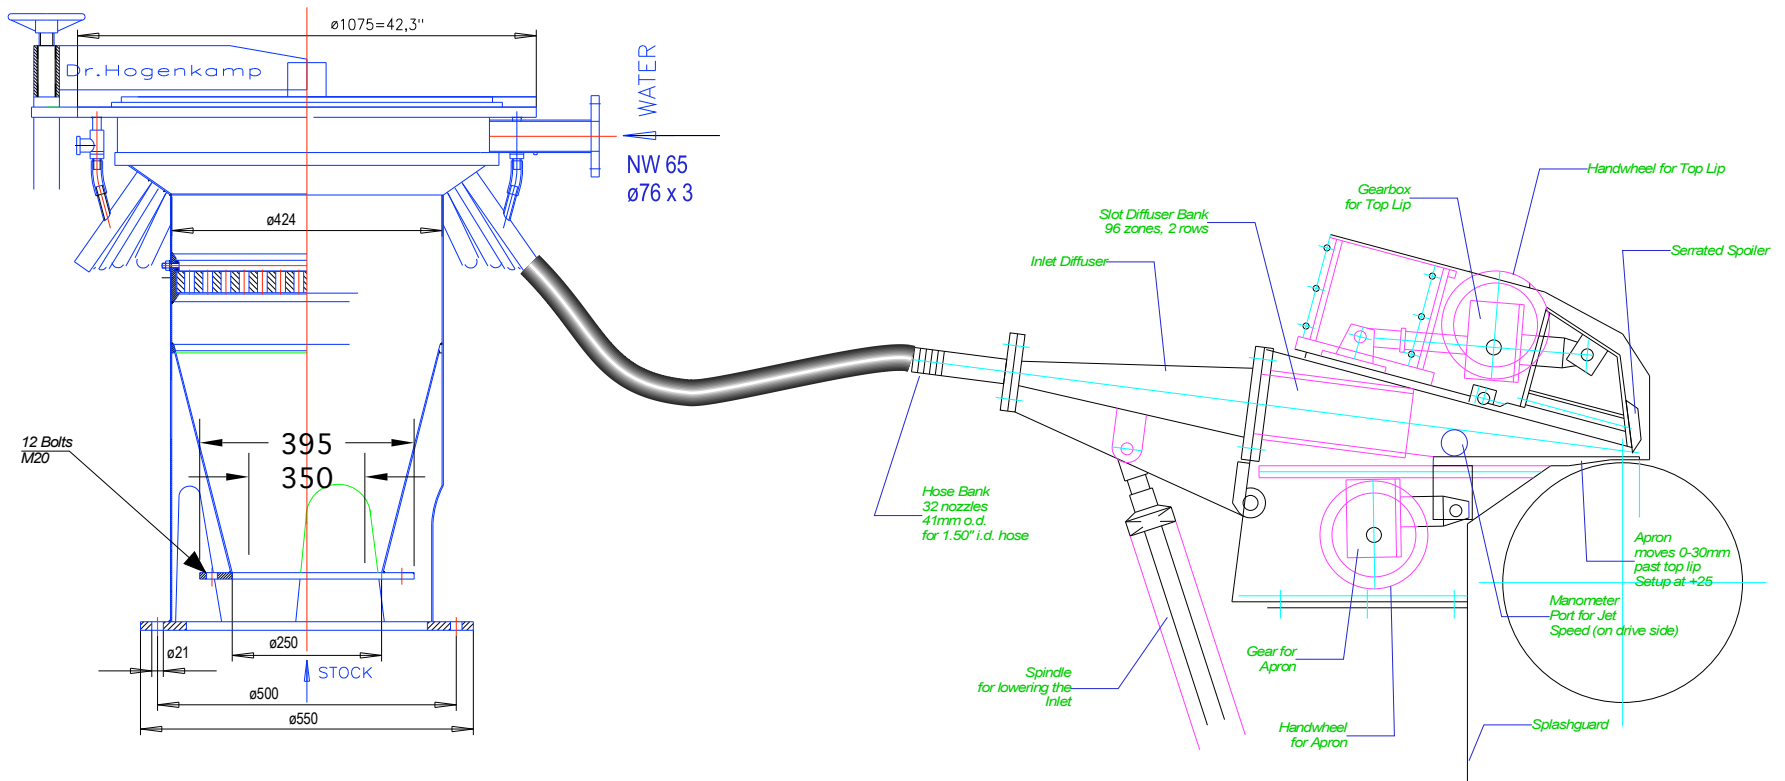 ø1075=42,3"
Dr.Hogenkamp
WATER
NW 65
ø76 x 3
ø424
395
350
12 Bolts
M20
ø250
ø21
STOCK
ø500
ø550
Handwheel for Top Lip
Gearbox
for Top Lip
Slot Diffuser Bank
96 zones, 2 rows
Serrated Spoiler
Inlet Diffuser
Hose Bank
32 nozzles
41mm o.d.
for 1.50" i.d. hose
Apron
moves 0-30mm
past top lip
Setup at +25
Manometer
Port for Jet
Speed (on drive side)
Gear for
Apron
Spindle
for lowering the
Inlet
Handwheel
for Apron
Splashguard